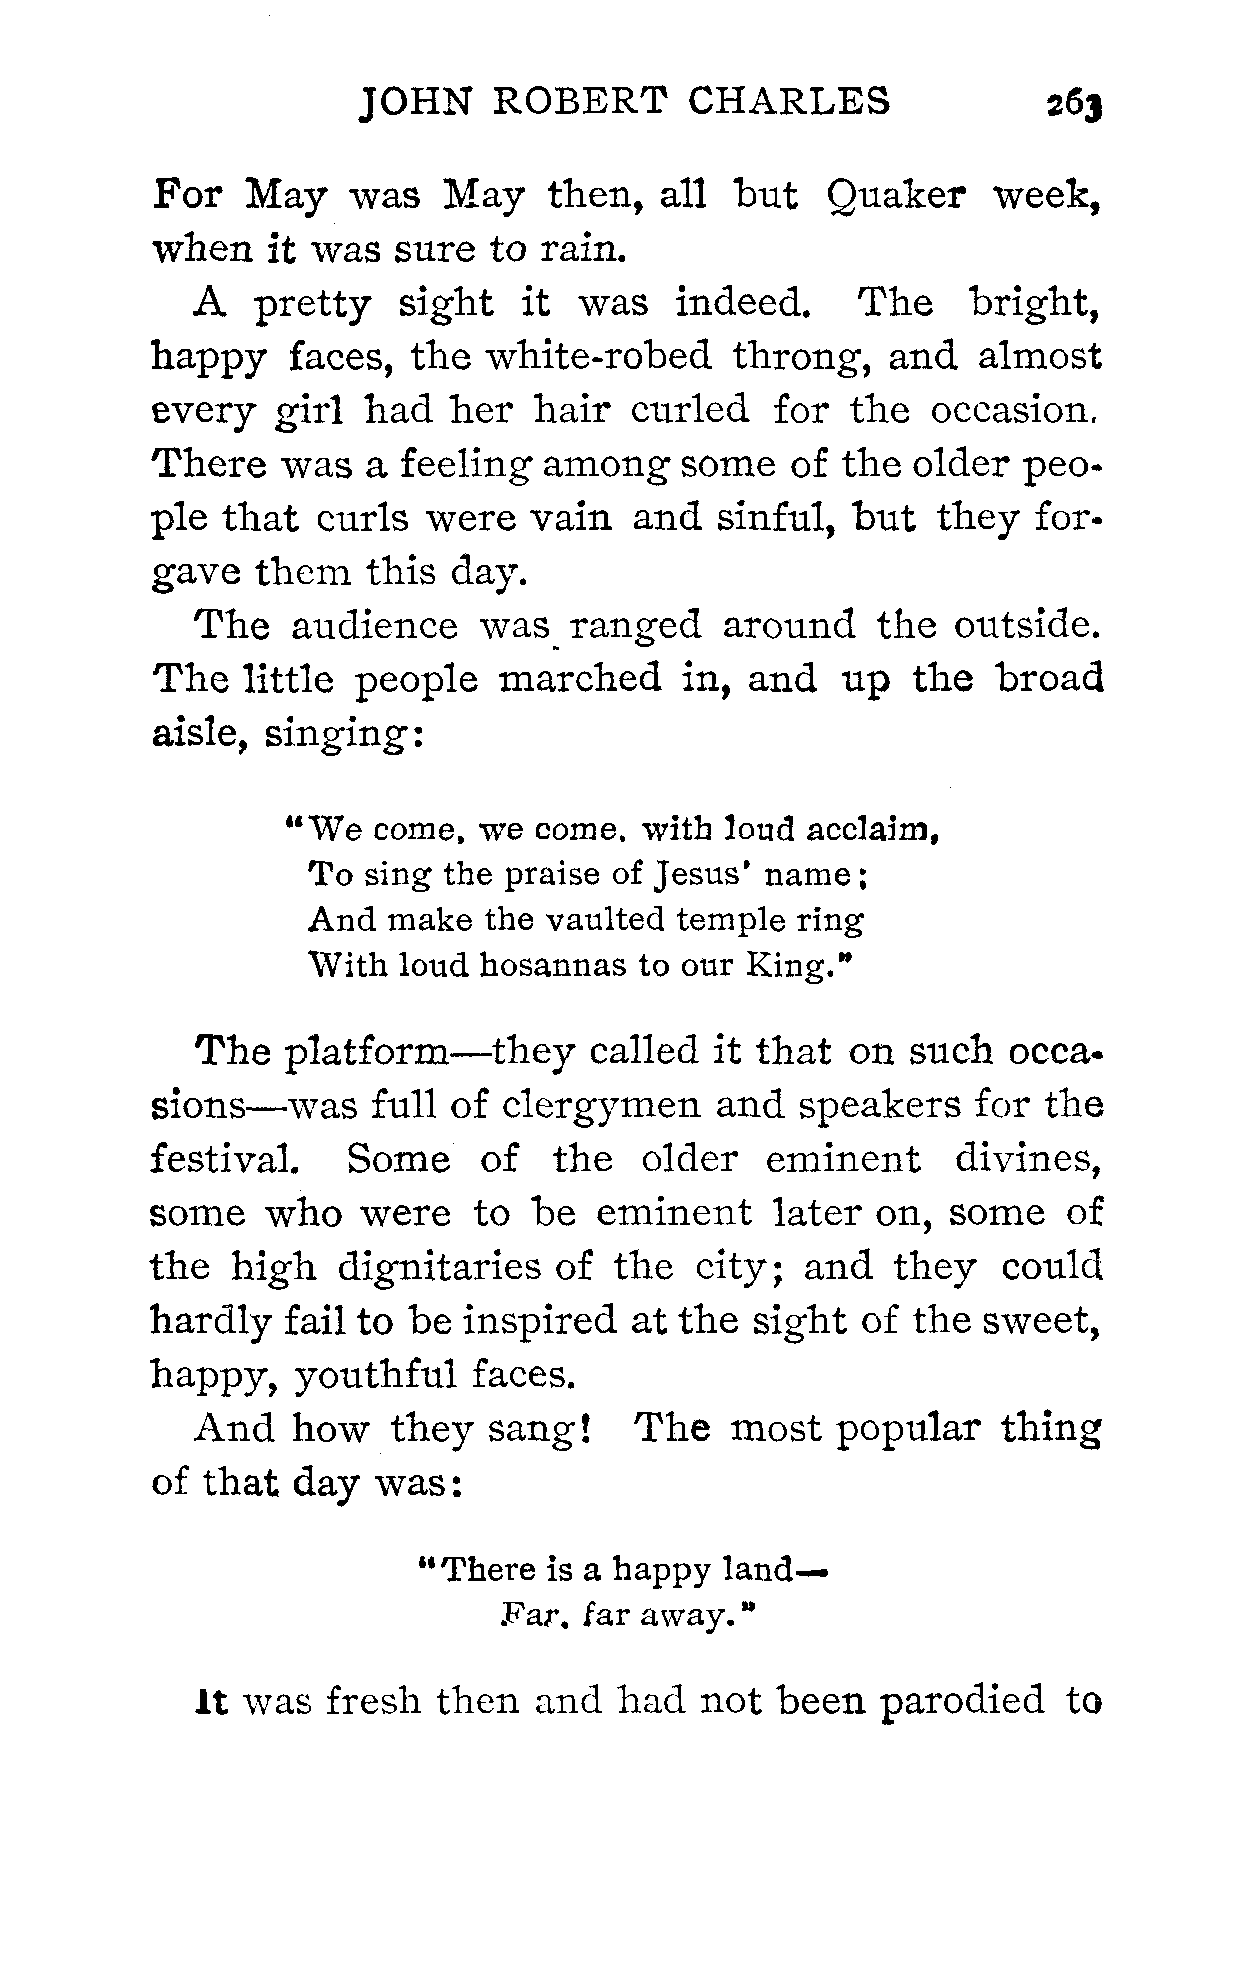 JOHN ROBERT CHARLES 263
For May was May then, all but Quaker week,
when it was sure to rain.
A pretty sight it was indeed. The bright,
happy faces, the white-robed throng, and almost
every girl had her hair curled for the occasion.
There was a feeling among some of the older peo-
ple that curls were vain and sinful, but they for-
gave them this day.
The audience was ranged around the outside.
The little people marched in, and up the broad
aisle, singing:
"We come, we come, with loud acclaim,
To sing the praise of Jesus' name;
And make the vaulted temple ring
With loud hosannas to our King."
The platform—they called it that on such occa-
sions—was full of clergymen and speakers for the
festival. Some of the older eminent divines,
some who were to be eminent later on, some of
the high dignitaries of the city; and they could
hardly fail to be inspired at the sight of the sweet,
happy, youthful faces.
And how they sang! The most popular thing
of that day was:
"There is a happy land—
Far, far away."
It was fresh then and had not been parodied to